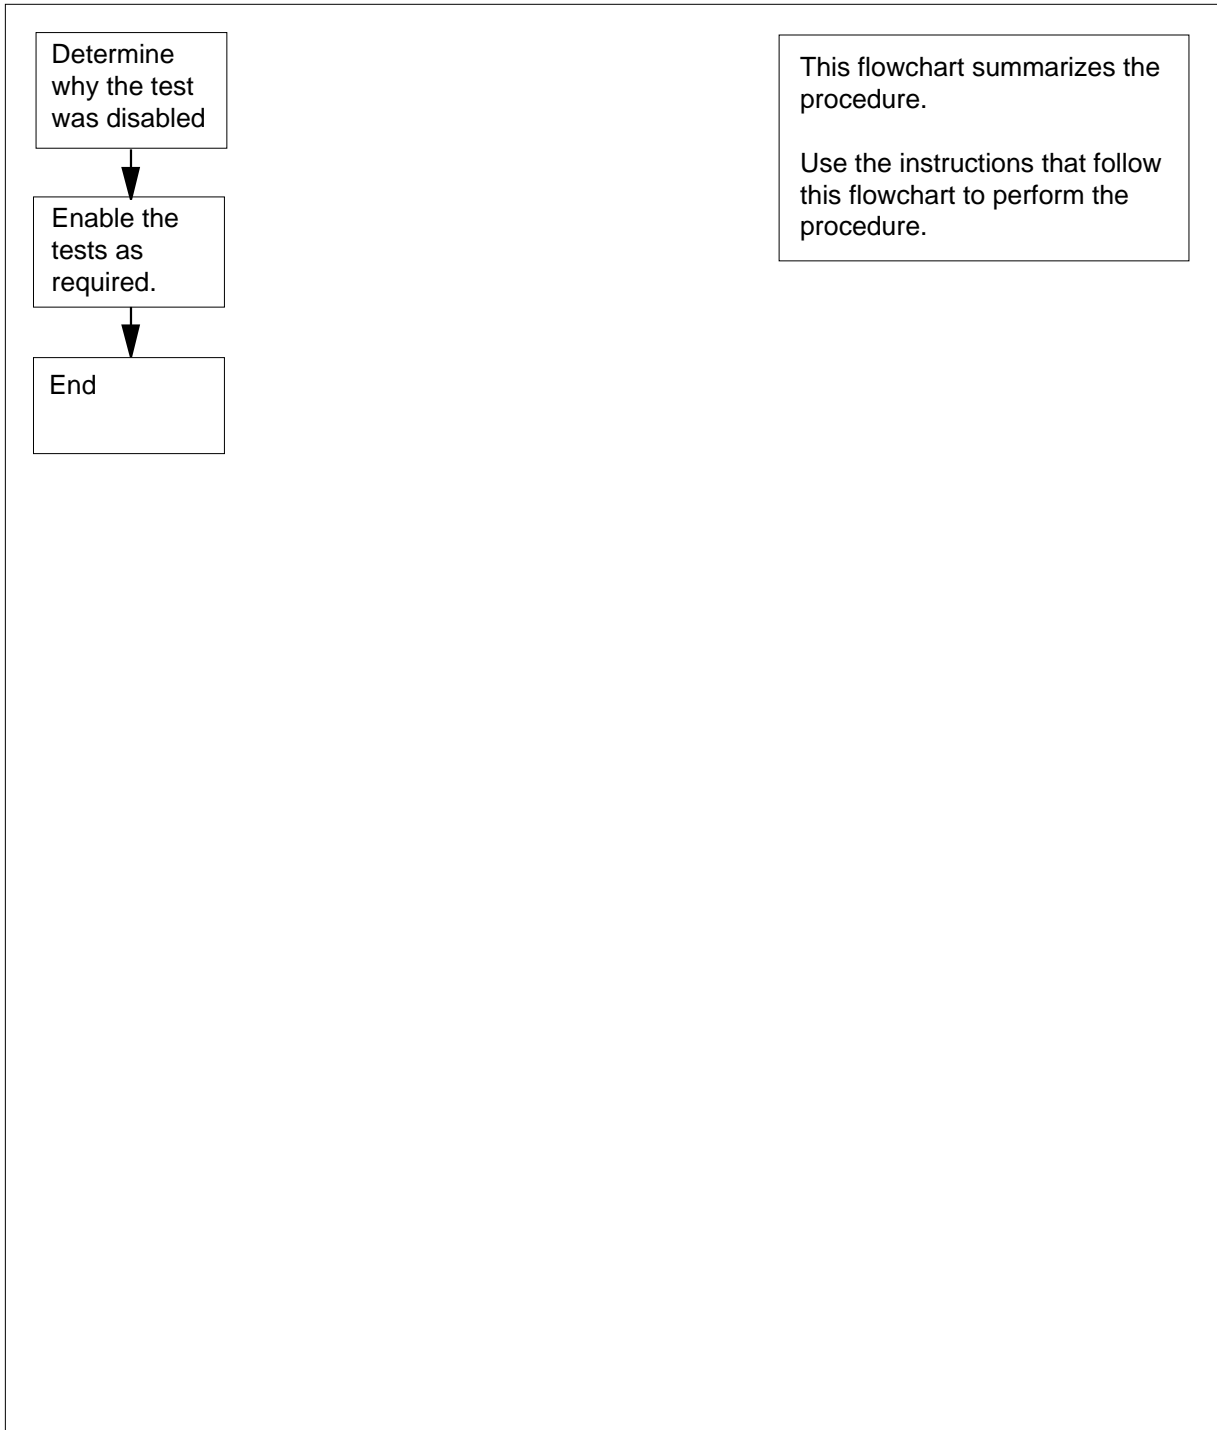 Determine
why the test
was disabled
Enable the
tests as
required.
End
This flowchart summarizes the
procedure.
Use the instructions that follow
this flowchart to perform the
procedure.